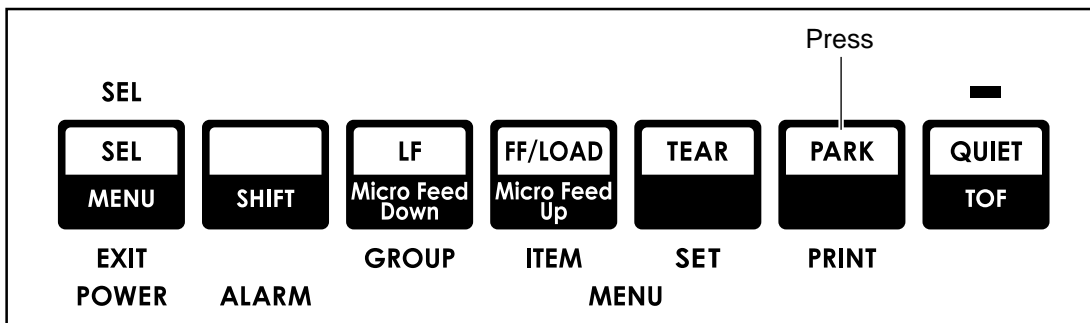 Press
SEL
SEL
MENU
SHIFT
LF
Micro Feed
Down
FF/LOAD
Micro Feed
Up
TEAR
PARK
QUIET
TOF
EXIT
GROUP
ITEM
SET
PRINT
POWER
ALARM
MENU